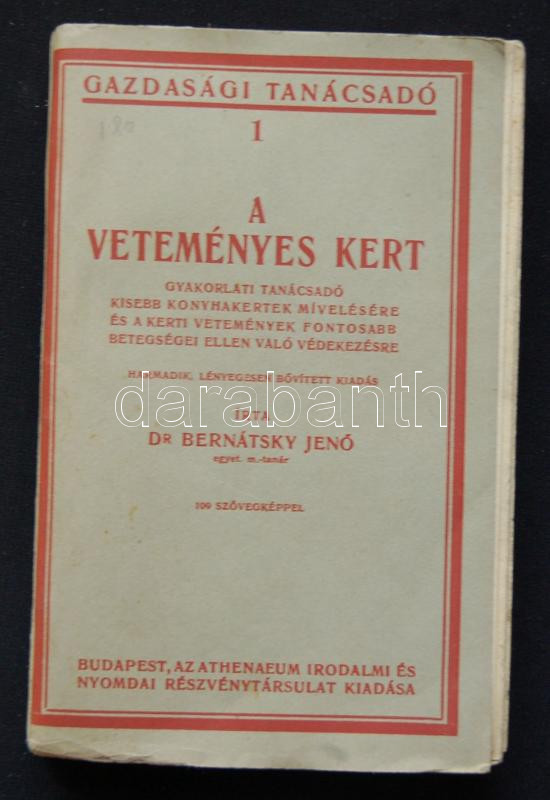 GAZDASÁGI TANÁCSADÓ
1
180
A
VETEMÉNYES KERT
GYAKORLATI TANÁCSADÓ
KISEBB KONYHAKERTEK MÍVELÉSÉRE
ÉS A KERTI VETEMÉNYEK FONTOSABB
BETEGSÉGEI ELLEN VALÓ VÉDEKEZÉSRE
HARMADIK, LÉNYEGESEN BŐVÍTETT KIADÁS
darabanth
ÍRTA
DR BERNÁTSKY JENŐ
egyet. m.-tanár
109 SZÖVEGKÉPPEL
BUDAPEST, AZ ATHENAEUM IRODALMI ÉS
NYOMDAI RÉSZVÉNYTÁRSULAT KIADÁSA